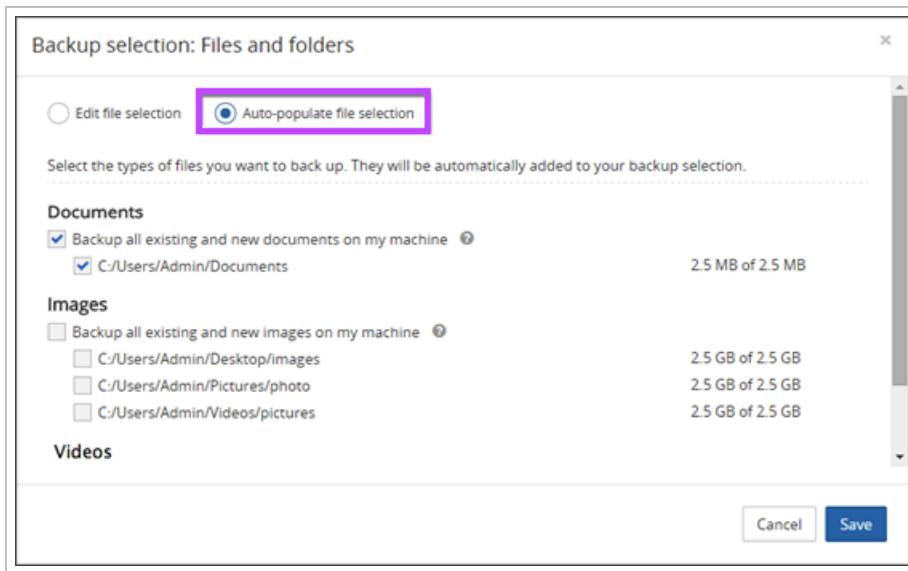 Backup selection: Files and folders
Edit file selection Auto-populate file selection
Select the types of files you want to back up. They will be automatically added to your backup selection.
Documents
Backup all existing and new documents on my machine
C:/Users/Admin/Documents 2.5 MB of 2.5 MB
Images
Backup all existing and new images on my machine
C:/Users/Admin/Desktop/images 2.5 GB of 2.5 GB
C:/Users/Admin/Pictures/photo 2.5 GB of 2.5 GB
C:/Users/Admin/Videos/pictures 2.5 GB of 2.5 GB
Videos
Cancel Save